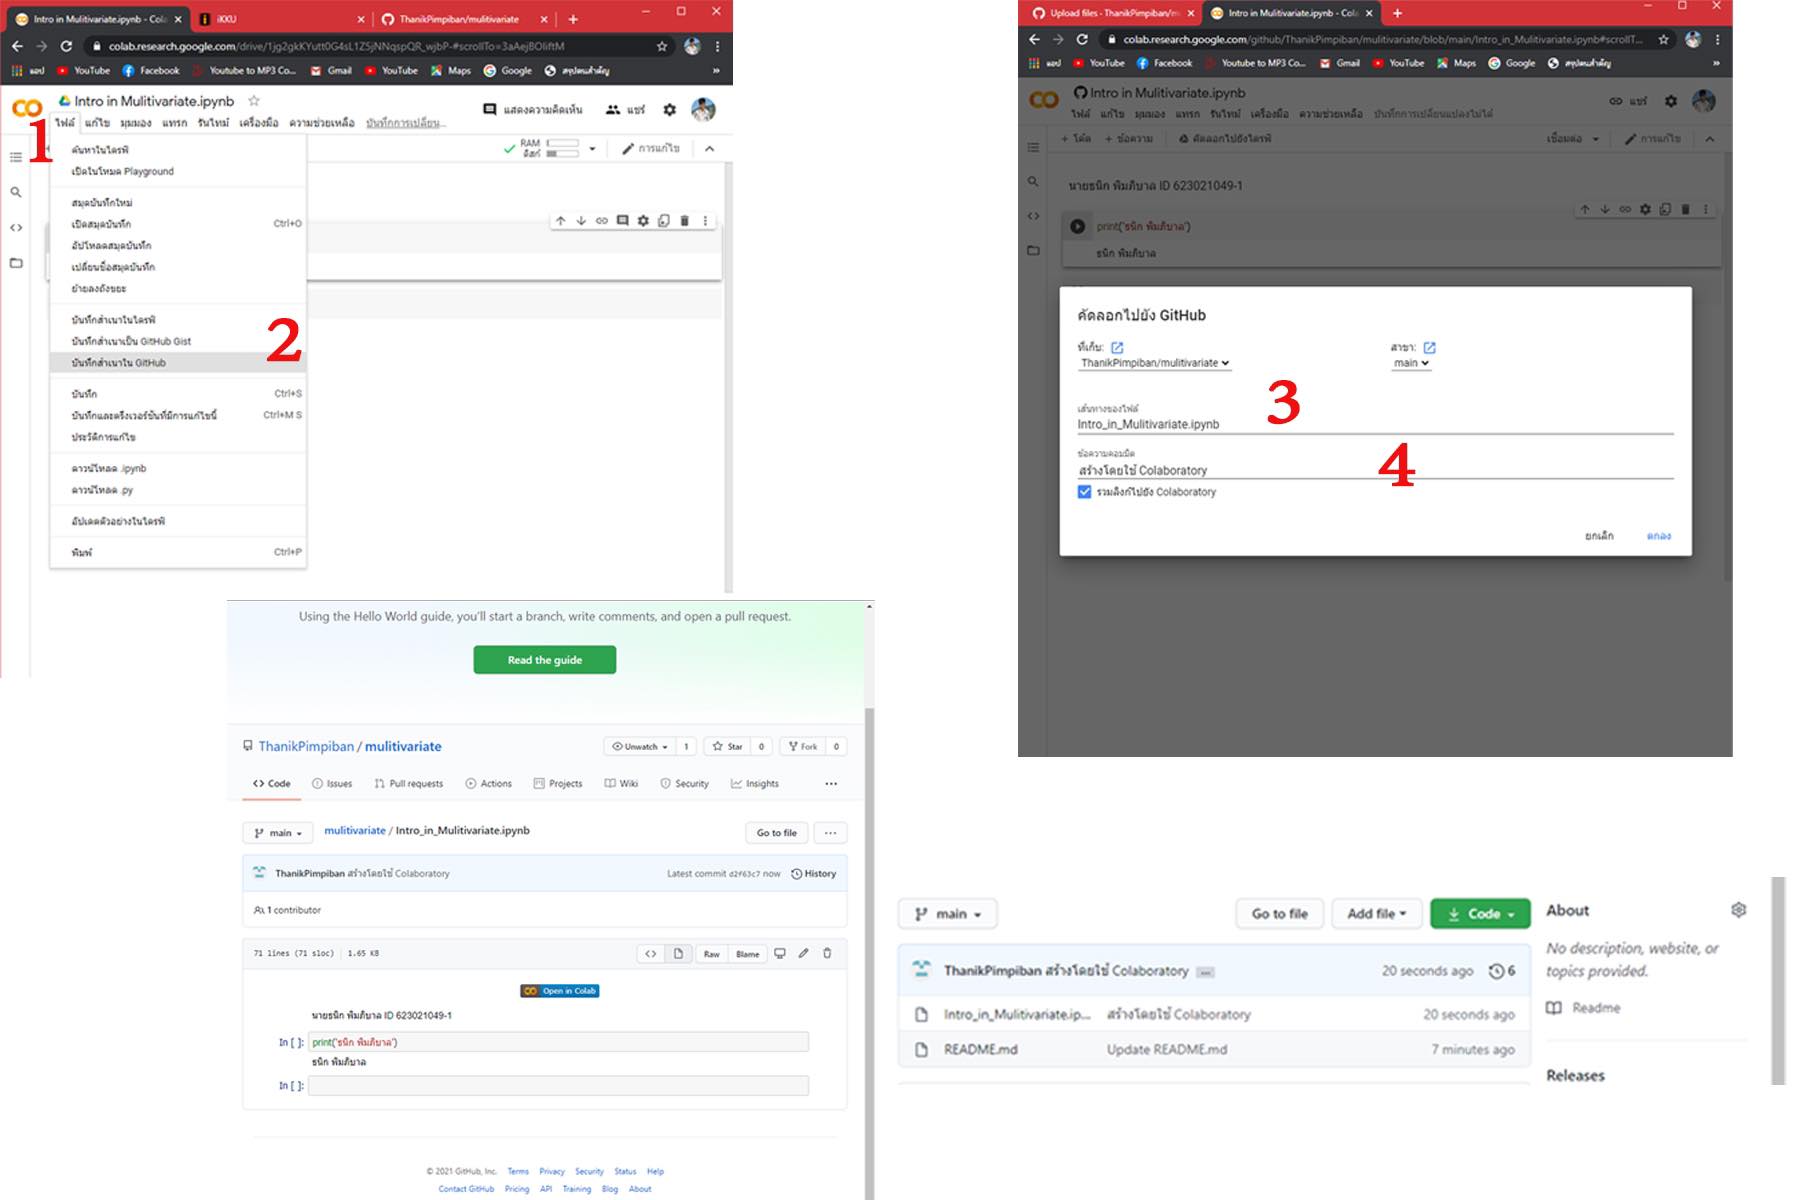 Intro in Mulitivariate.ipynb - Cola
iKKU
ThanikPimpiban/mulitivariate
colab.research.google.com/drive/1jg2gkKYutt0G4sL1Z5jNNqspQR_wjbP-#scrollTo=3aAejBOliftM
แอป YouTube Facebook Youtube to MP3 Co... Gmail YouTube Maps Google สรุปตนสำคัญ »
Intro in Mulitivariate.ipynb
แสดงความคิดเห็น แชร์
1
ไฟล์ แก้ไข มุมมอง แทรก รันไทม์ เครื่องมือ ความช่วยเหลือ บันทึกการเปลี่ยน...
RAM
ดิสก์
การแก้ไข
ค้นหาในไดรฟ์
เปิดในโหมด Playground
สมุดบันทึกใหม่
เปิดสมุดบันทึก Ctrl+O
อัปโหลดสมุดบันทึก
เปลี่ยนชื่อสมุดบันทึก
ย้ายลงถังขยะ
บันทึกสำเนาในไดรฟ์
บันทึกสำเนาเป็น GitHub Gist
บันทึกสำเนาใน GitHub
2
บันทึก Ctrl+S
บันทึกและตรึงเวอร์ชันที่มีการแก้ไขนี้ Ctrl+M S
ประวัติการแก้ไข
ดาวน์โหลด .ipynb
ดาวน์โหลด .py
อัปเดตตัวอย่างในไดรฟ์
พิมพ์ Ctrl+P
Upload files - ThanikPimpiban/m
Intro in Mulitivariate.ipynb - Cola
colab.research.google.com/github/ThanikPimpiban/mulitivariate/blob/main/Intro_in_Mulitivariate.ipynb#scrollT...
แอป YouTube Facebook Youtube to MP3 Co... Gmail YouTube Maps Google สรุปตนสำคัญ »
Intro in Mulitivariate.ipynb
แชร์
ไฟล์ แก้ไข มุมมอง แทรก รันไทม์ เครื่องมือ ความช่วยเหลือ บันทึกการเปลี่ยนแปลงไม่ได้
+ โค้ด + ข้อความ คัดลอกไปยังไดรฟ์ เชื่อมต่อ การแก้ไข
นายธนิก พิมภิบาล ID 623021049-1
print('ธนิก พิมภิบาล')
ธนิก พิมภิบาล
คัดลอกไปยัง GitHub
ที่เก็บ: สาขา:
ThanikPimpiban/mulitivariate main
3
เส้นทางของไฟล์
Intro_in_Mulitivariate.ipynb
4
ข้อความคอมมิต
สร้างโดยใช้ Colaboratory
รวมลิงก์ไปยัง Colaboratory
ยกเลิก ตกลง
Using the Hello World guide, you'll start a branch, write comments, and open a pull request.
Read the guide
ThanikPimpiban / mulitivariate
Unwatch 1 Star 0 Fork 0
Code Issues Pull requests Actions Projects Wiki Security Insights ...
main mulitivariate / Intro_in_Mulitivariate.ipynb Go to file ...
ThanikPimpiban สร้างโดยใช้ Colaboratory Latest commit d2f63c7 now History
1 contributor
71 lines (71 sloc) 1.65 KB Raw Blame
Open in Colab
นายธนิก พิมภิบาล ID 623021049-1
In [ ]: print('ธนิก พิมภิบาล')
ธนิก พิมภิบาล
In [ ]:
© 2021 GitHub, Inc. Terms Privacy Security Status Help
Contact GitHub Pricing API Training Blog About
main Go to file Add file Code
ThanikPimpiban สร้างโดยใช้ Colaboratory ... 20 seconds ago 6
Intro_in_Mulitivariate.ip... สร้างโดยใช้ Colaboratory 20 seconds ago
README.md Update README.md 7 minutes ago
About
No description, website, or
topics provided.
Readme
Releases